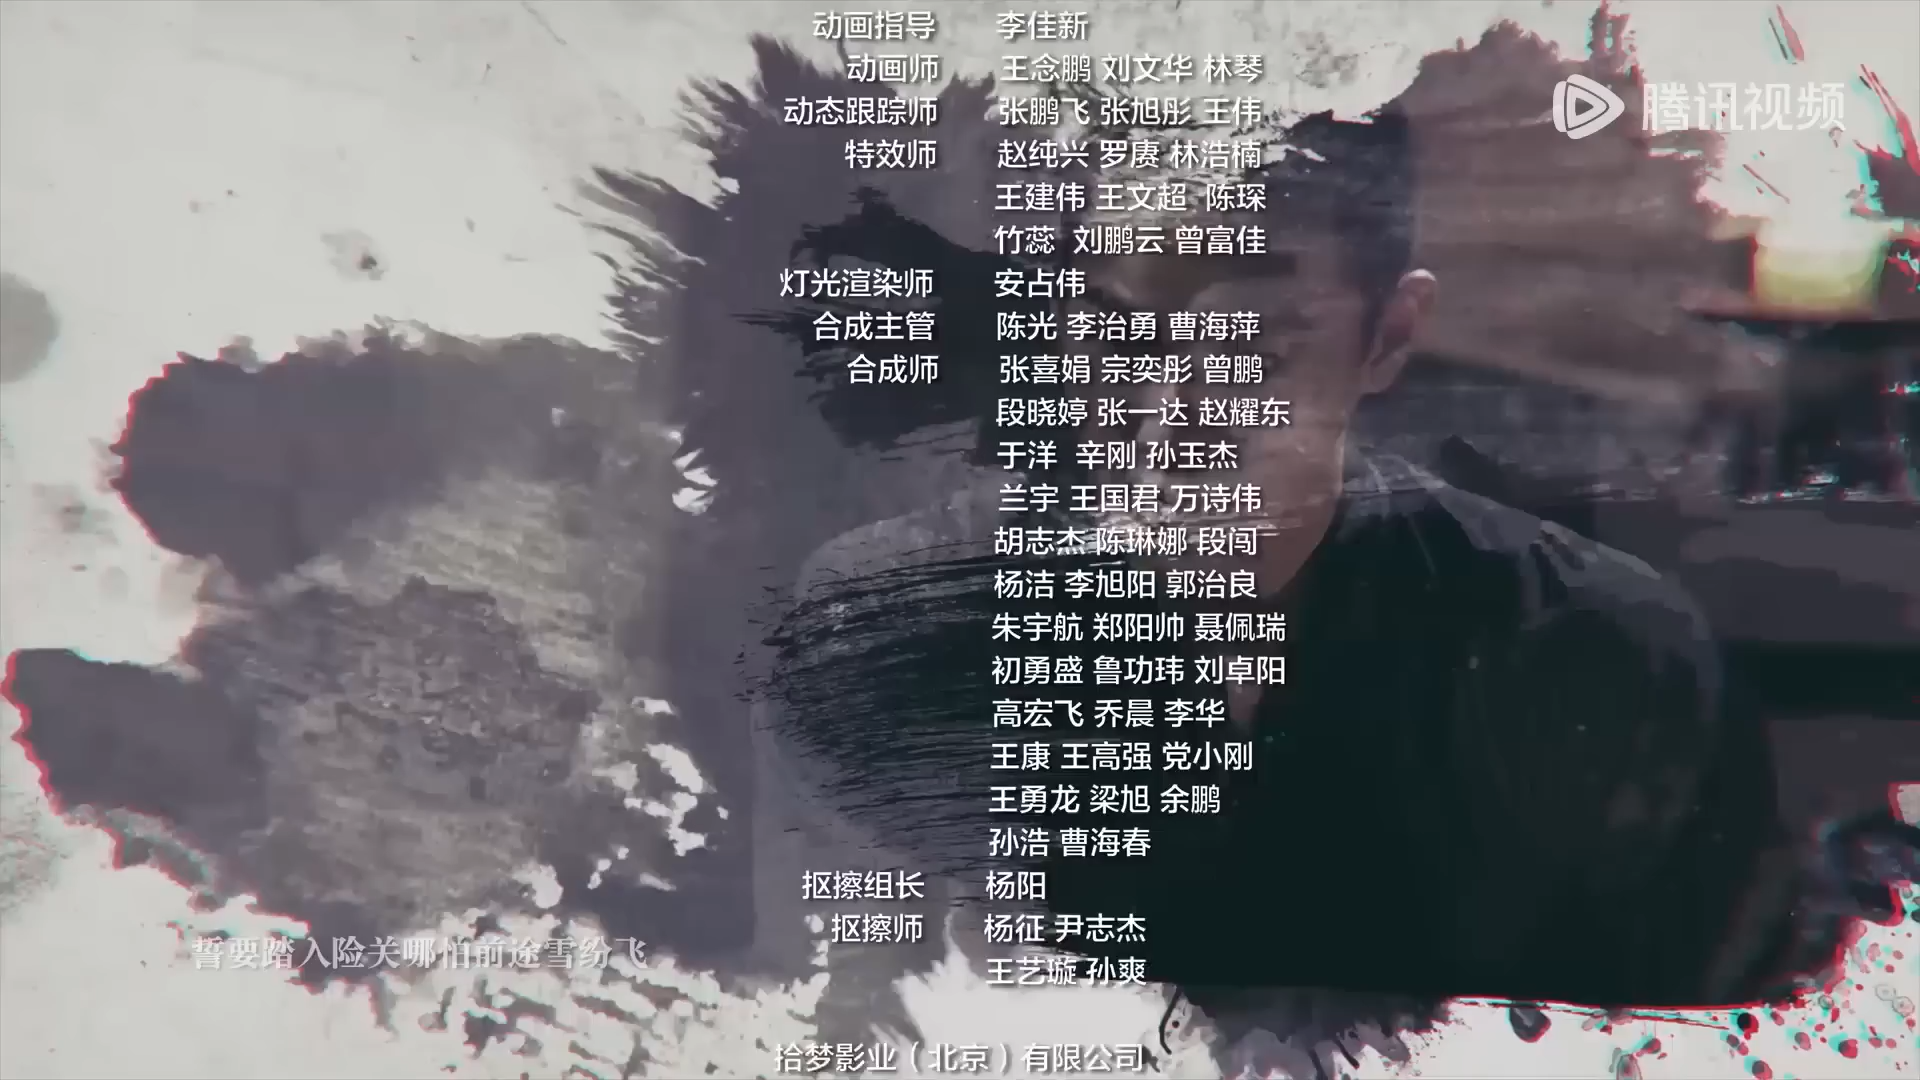 动画指导 李佳新
动画师 王念鹏 刘文华 林琴
腾讯视频
动态跟踪师 张鹏飞 张旭彤 王伟
特效师 赵纯兴 罗赓 林浩楠
王建伟 王文超 陈琛
竹蕊 刘鹏云 曾富佳
灯光渲染师 安占伟
合成主管 陈光 李治勇 曹海萍
合成师 张喜娟 宗奕彤 曾鹏
段晓婷 张一达 赵耀东
于洋 辛刚 孙玉杰
兰宇 王国君 万诗伟
胡志杰 陈琳娜 段闯
杨洁 李旭阳 郭治良
朱宇航 郑阳帅 聂佩瑞
初勇盛 鲁功玮 刘卓阳
高宏飞 乔晨 李华
王康 王高强 党小刚
王勇龙 梁旭 余鹏
孙浩 曹海春
抠擦组长 杨阳
抠擦师 杨征 尹志杰
誓要踏入险关哪怕前途雪纷飞
王艺璇 孙爽
拾梦影业（北京）有限公司